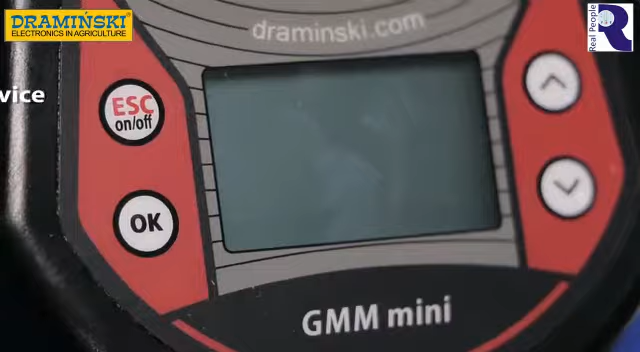 DRAMIŃSKI®
ELECTRONICS IN AGRICULTURE
draminski.com
Real People
R
vice
ESC
on/off
OK
GMM mini